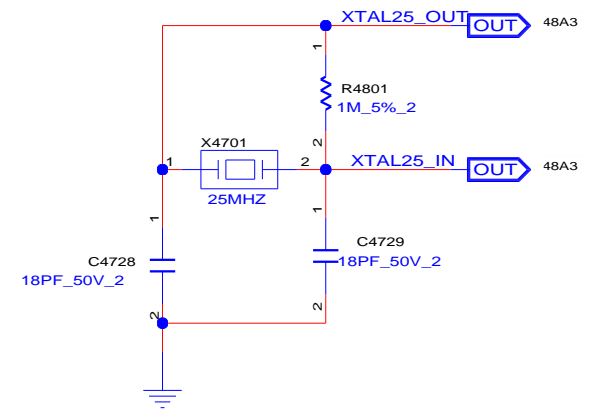 XTAL25_OUT
OUT
48A3
1
R4801
1M_5%_2
2
X4701
1
2
XTAL25_IN
OUT
48A3
25MHZ
1
1
C4728
18PF_50V_2
C4729
18PF_50V_2
2
2